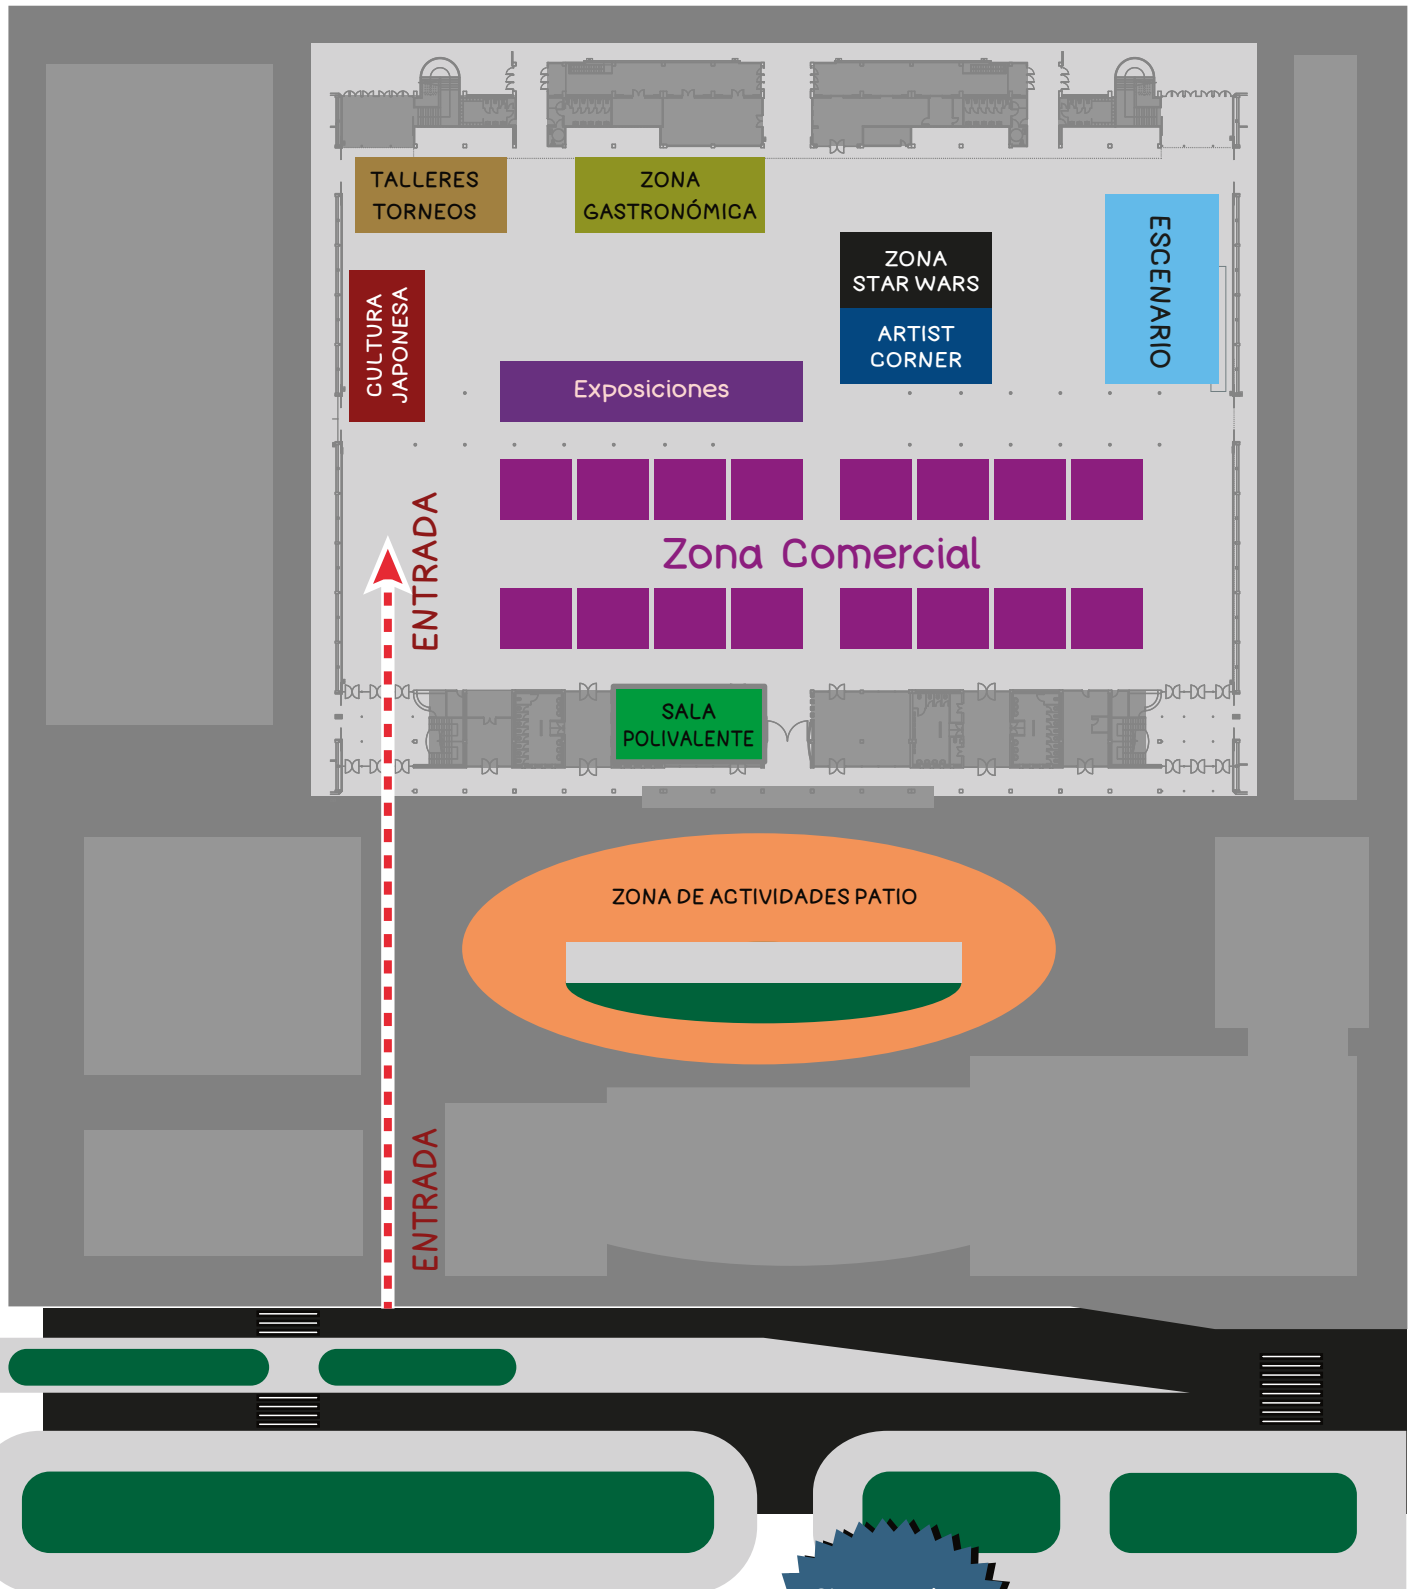 TALLERES
TORNEOS
ZONA
GASTRONÓMICA
ESCENARIO
ZONA
STAR WARS
ARTIST
CORNER
CULTURA
JAPONESA
Exposiciones
ENTRADA
Zona Comercial
SALA
POLIVALENTE
ZONA DE ACTIVIDADES PATIO
ENTRADA